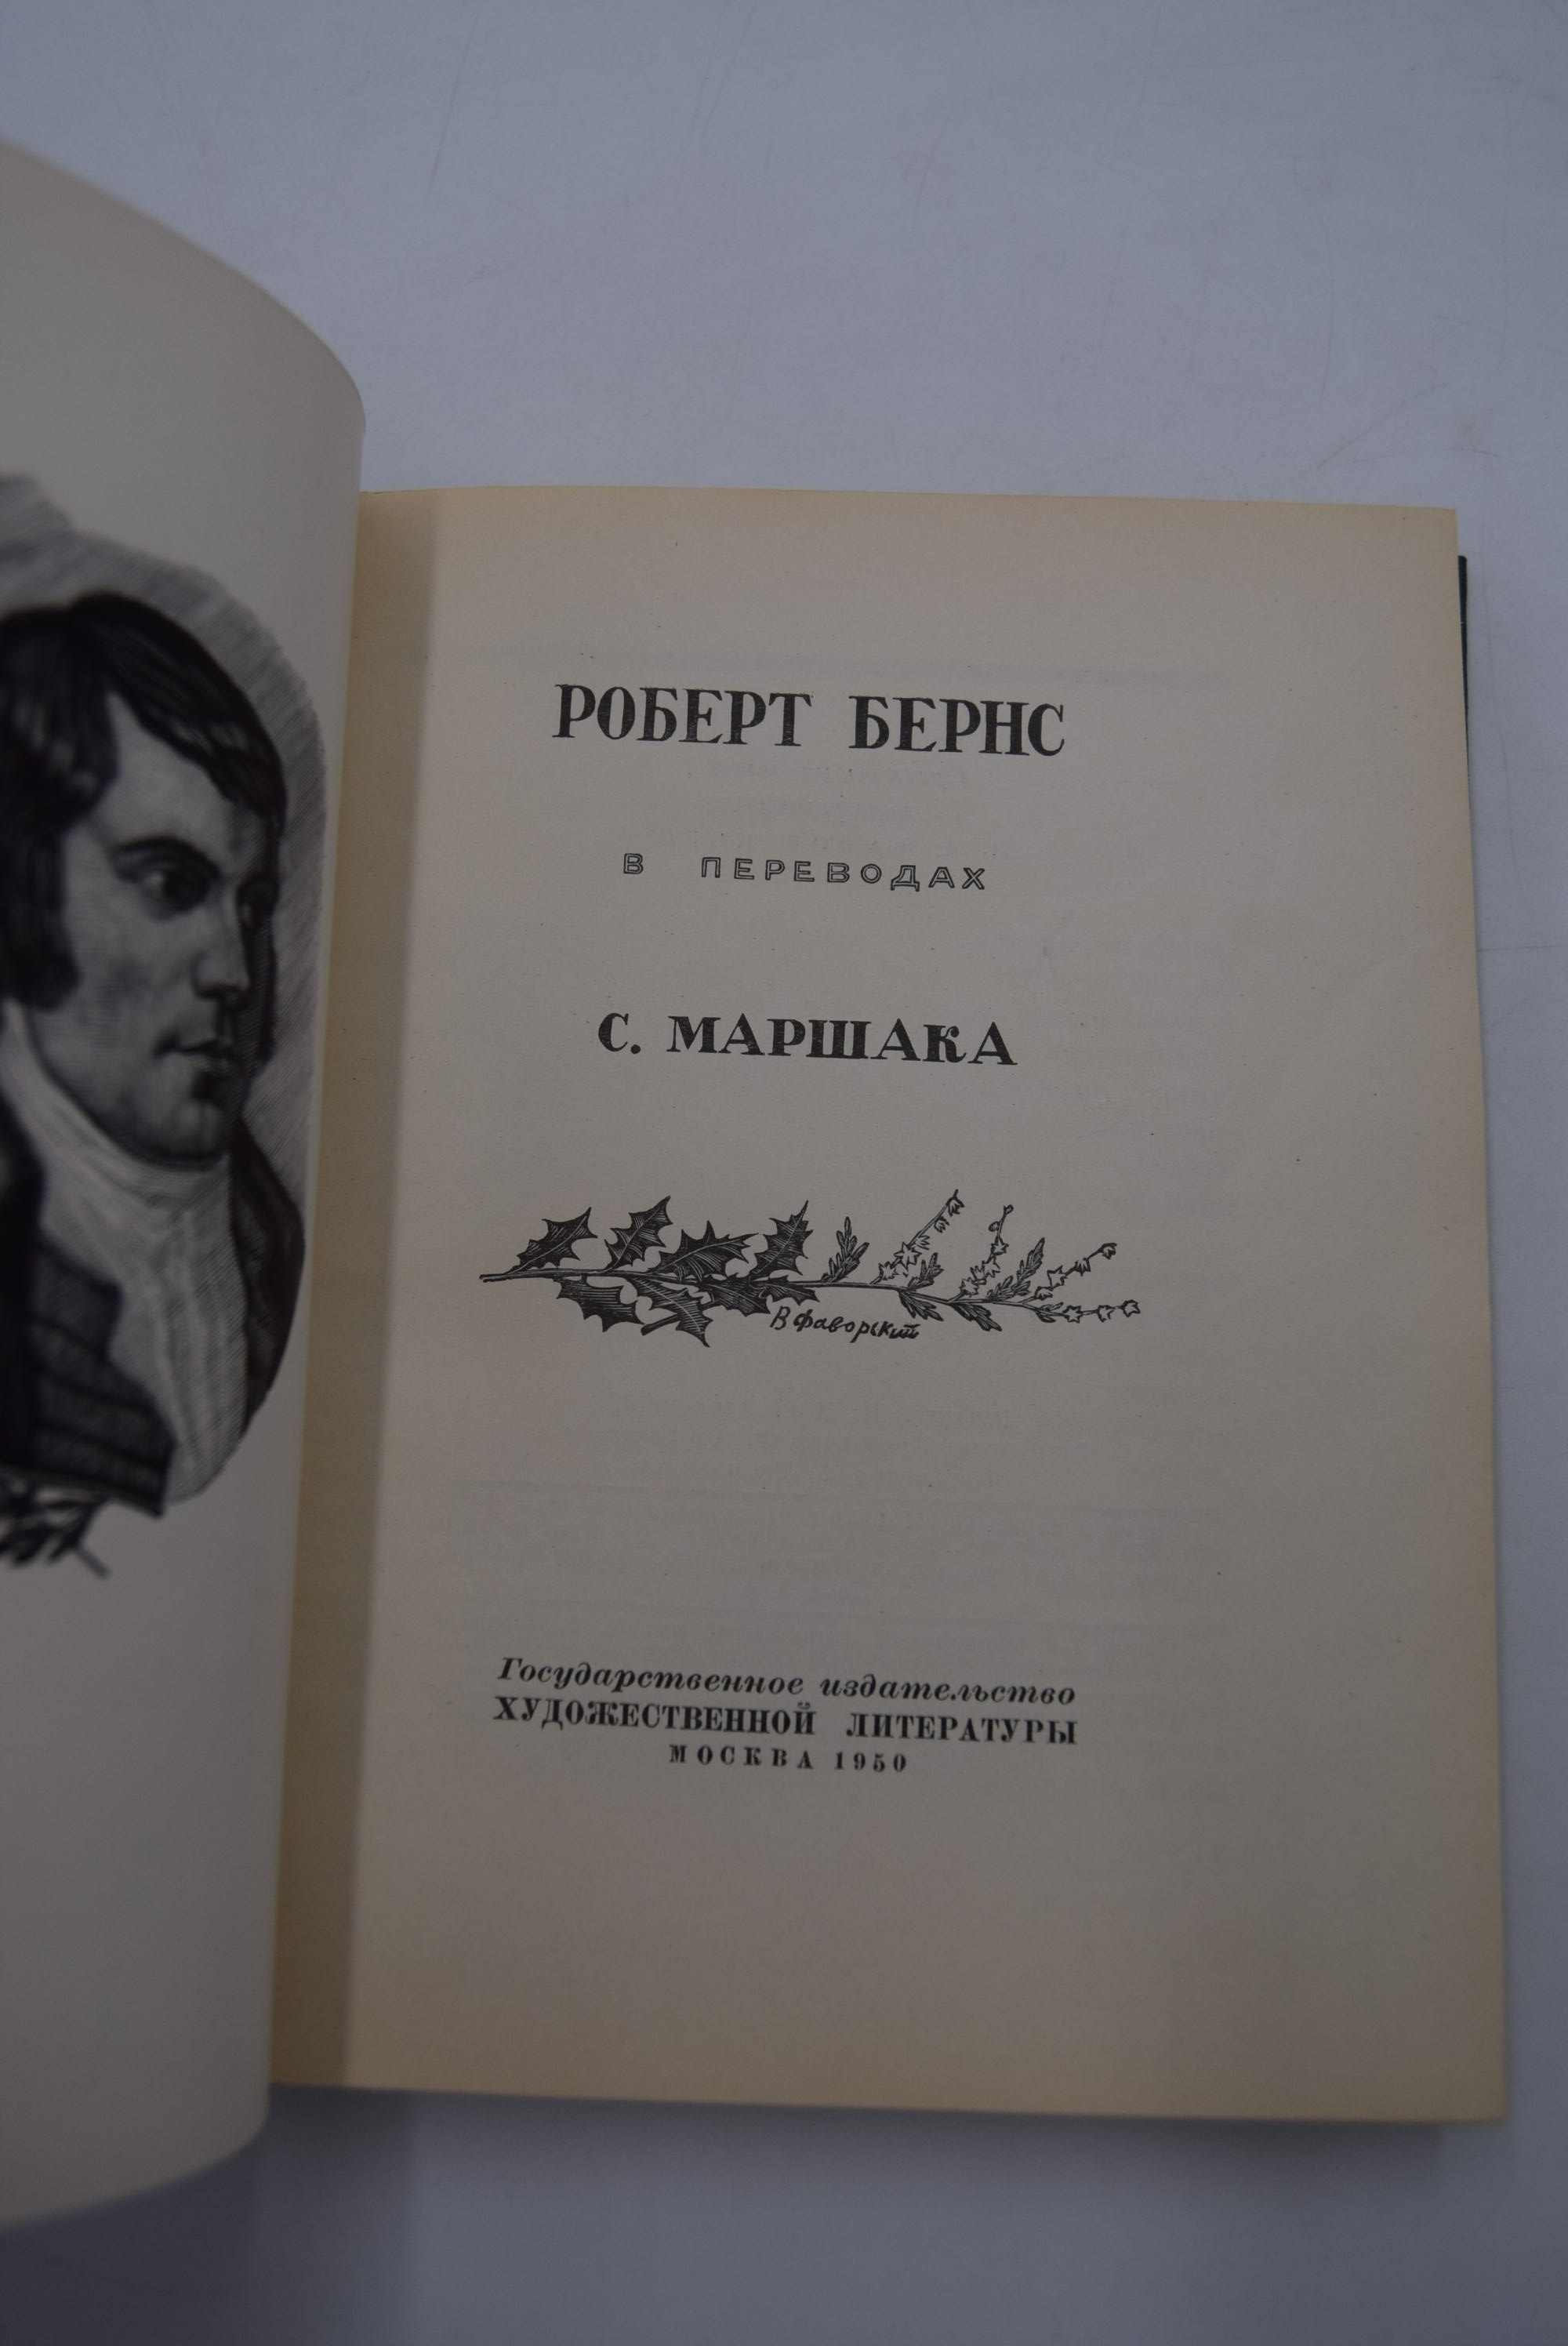 РОБЕРТ БЕРНС
В ПЕРЕВОДАХ
С. МАРШАКА
В Фаворский
Государственное издательство
ХУДОЖЕСТВЕННОЙ ЛИТЕРАТУРЫ
МОСКВА 1950